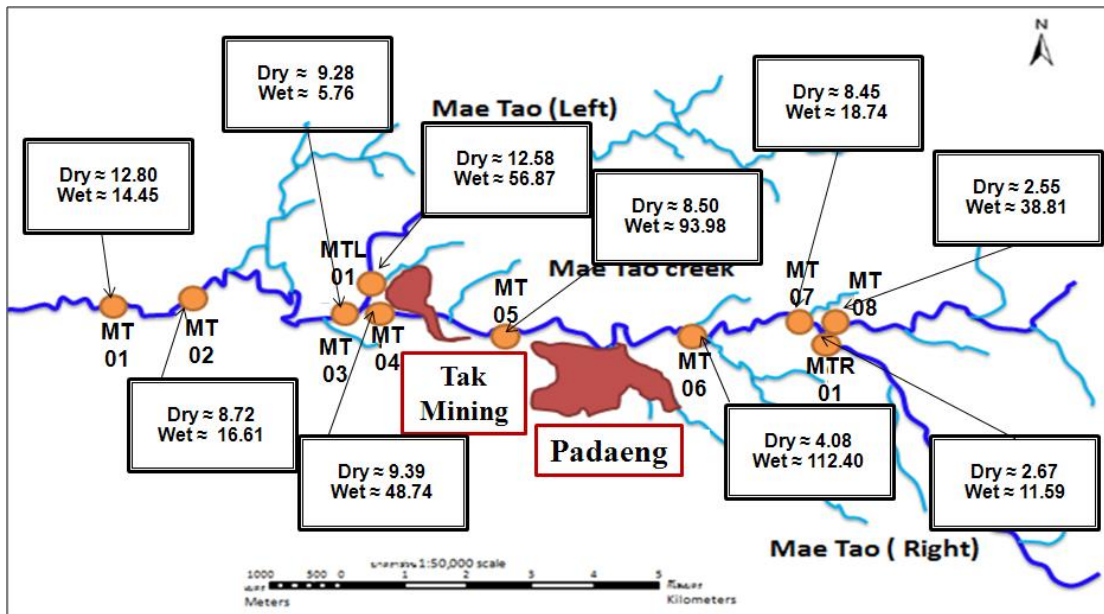 N
Dry ≈ 9.28
Wet ≈ 5.76
Mae Tao (Left)
Dry ≈ 12.58
Wet ≈ 56.87
Dry ≈ 8.45
Wet ≈ 18.74
Dry ≈ 12.80
Wet ≈ 14.45
Dry ≈ 8.50
Wet ≈ 93.98
Dry ≈ 2.55
Wet ≈ 38.81
MTL
01
Mae Tao creek
MT
05
MT
07
MT
08
MT
01
MT
02
MT
03
MT
04
MT
06
MTR
01
Tak
Mining
Padaeng
Dry ≈ 8.72
Wet ≈ 16.61
Dry ≈ 9.39
Wet ≈ 48.74
Dry ≈ 4.08
Wet ≈ 112.40
Dry ≈ 2.67
Wet ≈ 11.59
Mae Tao ( Right)
1:50,000 scale
1000 500 0 1 2 3 4 5
Meters
Kilometers